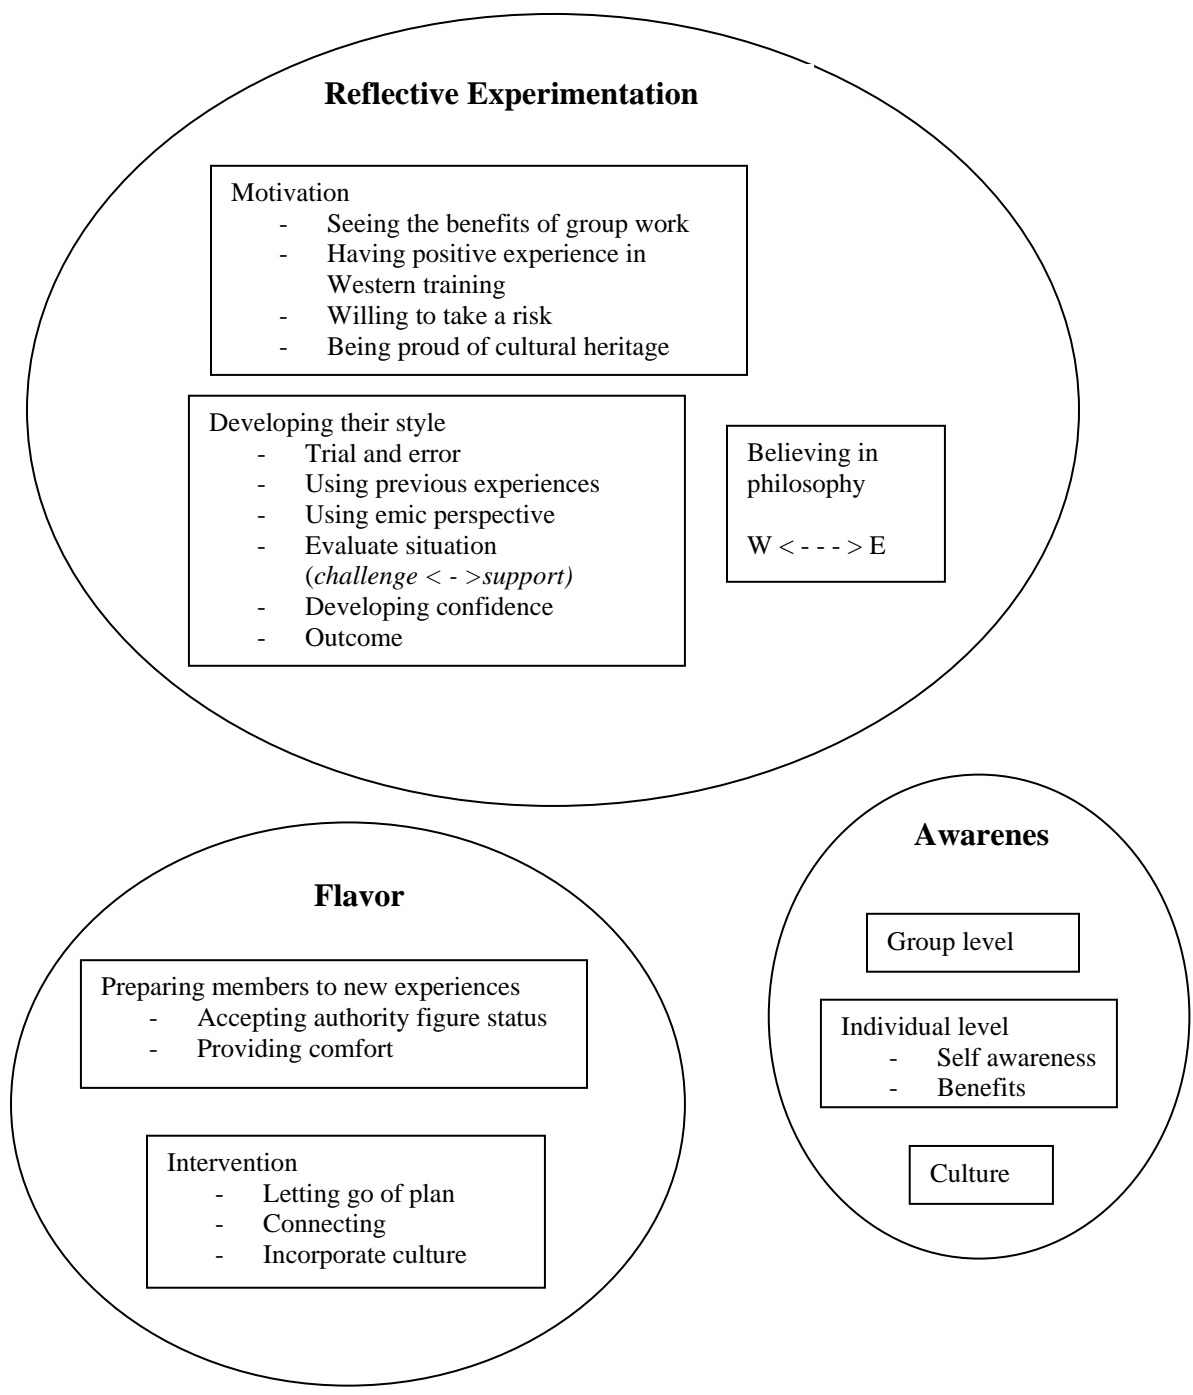 Reflective Experimentation
Motivation
- Seeing the benefits of group work
- Having positive experience in
Western training
- Willing to take a risk
- Being proud of cultural heritage
Developing their style
- Trial and error
- Using previous experiences
- Using emic perspective
- Evaluate situation
(challenge < - >support)
- Developing confidence
- Outcome
Believing in
philosophy
W < - - - > E
Flavor
Preparing members to new experiences
- Accepting authority figure status
- Providing comfort
Intervention
- Letting go of plan
- Connecting
- Incorporate culture
Awarenes
Group level
Individual level
- Self awareness
- Benefits
Culture